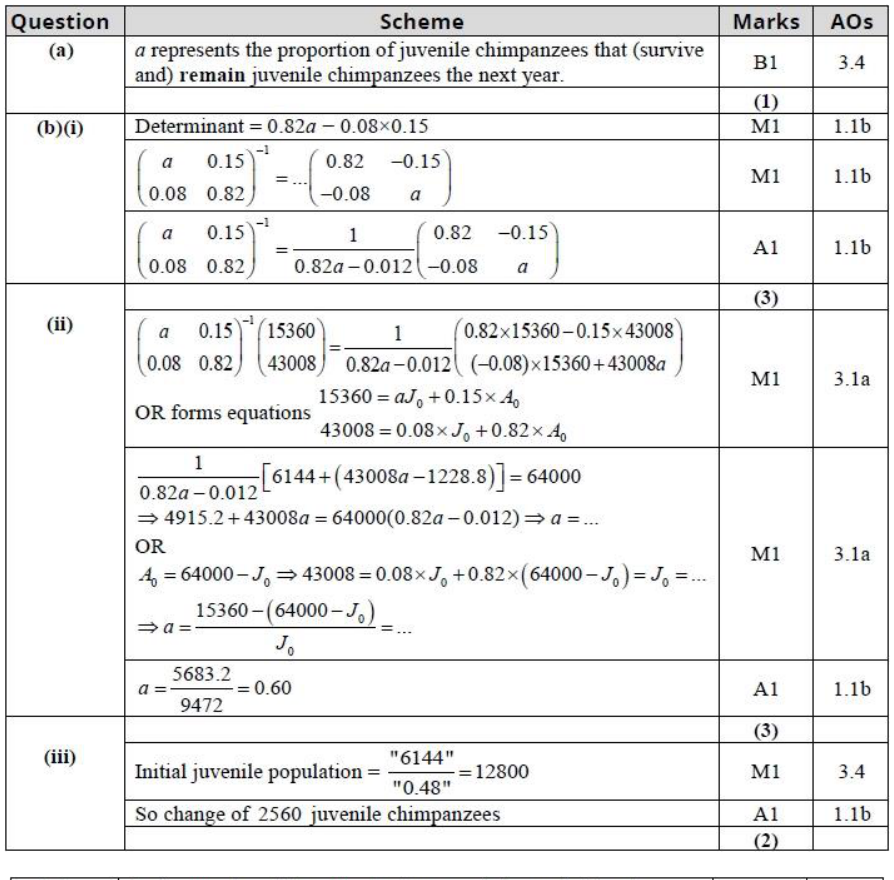 Question Scheme Marks AOs
(a) a represents the proportion of juvenile chimpanzees that (survive
and) remain juvenile chimpanzees the next year. B1 3.4
(1)
(b)(i) Determinant = 0.82a − 0.08×0.15 M1 1.1b
( a 0.15 ; 0.08 0.82 )⁻¹ = ...( 0.82 −0.15 ; −0.08 a ) M1 1.1b
( a 0.15 ; 0.08 0.82 )⁻¹ = 1/(0.82a − 0.012) ( 0.82 −0.15 ; −0.08 a ) A1 1.1b
(3)
(ii) ( a 0.15 ; 0.08 0.82 )⁻¹ ( 15360 ; 43008 ) = 1/(0.82a − 0.012) ( 0.82×15360 − 0.15×43008 ; (−0.08)×15360 + 43008a ) M1 3.1a
OR forms equations 15360 = aJ₀ + 0.15× A₀
43008 = 0.08× J₀ + 0.82× A₀
1/(0.82a − 0.012) [6144 + (43008a − 1228.8)] = 64000
⇒ 4915.2 + 43008a = 64000(0.82a − 0.012) ⇒ a = ...
OR M1 3.1a
A₀ = 64000 − J₀ ⇒ 43008 = 0.08× J₀ + 0.82×(64000 − J₀) = J₀ = ...
⇒ a = (15360 − (64000 − J₀))/J₀ = ...
a = 5683.2/9472 = 0.60 A1 1.1b
(3)
(iii) Initial juvenile population = "6144"/"0.48" = 12800 M1 3.4
So change of 2560 juvenile chimpanzees A1 1.1b
(2)